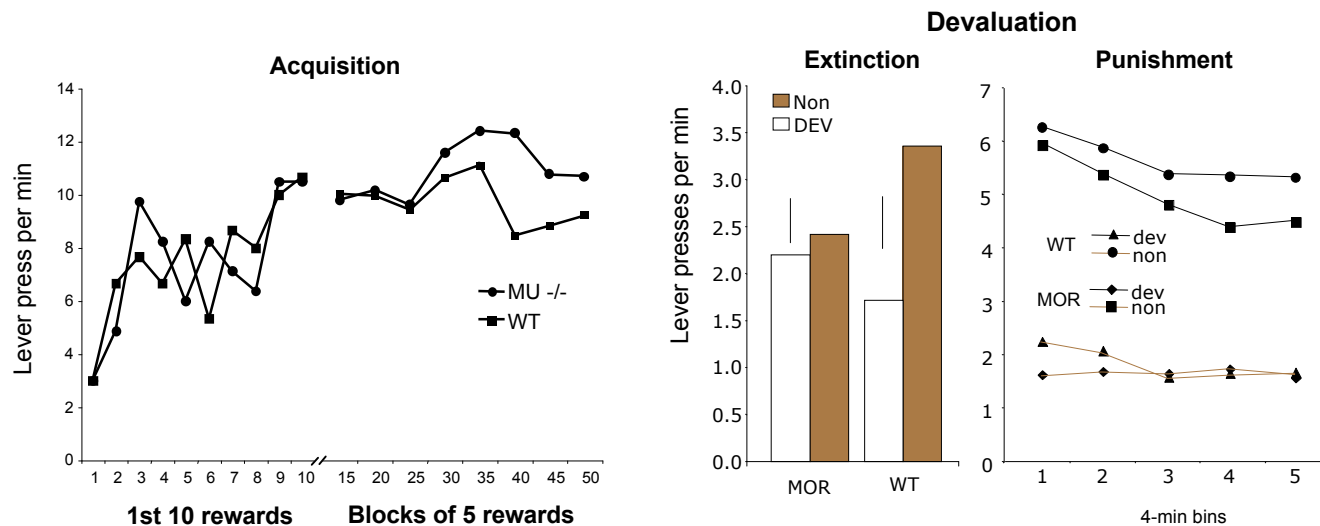 Acquisition
Lever press per min
14
12
10
8
6
4
2
0
MU -/-
WT
1 2 3 4 5 6 7 8 9 10 // 15 20 25 30 35 40 45 50
1st 10 rewards Blocks of 5 rewards
Devaluation
Extinction
Lever presses per min
4.0
3.5
3.0
2.5
2.0
1.5
1.0
0.5
0.0
Non
DEV
MOR WT
Punishment
7
6
5
4
3
2
1
0
WT dev
non
MOR dev
non
1 2 3 4 5
4-min bins